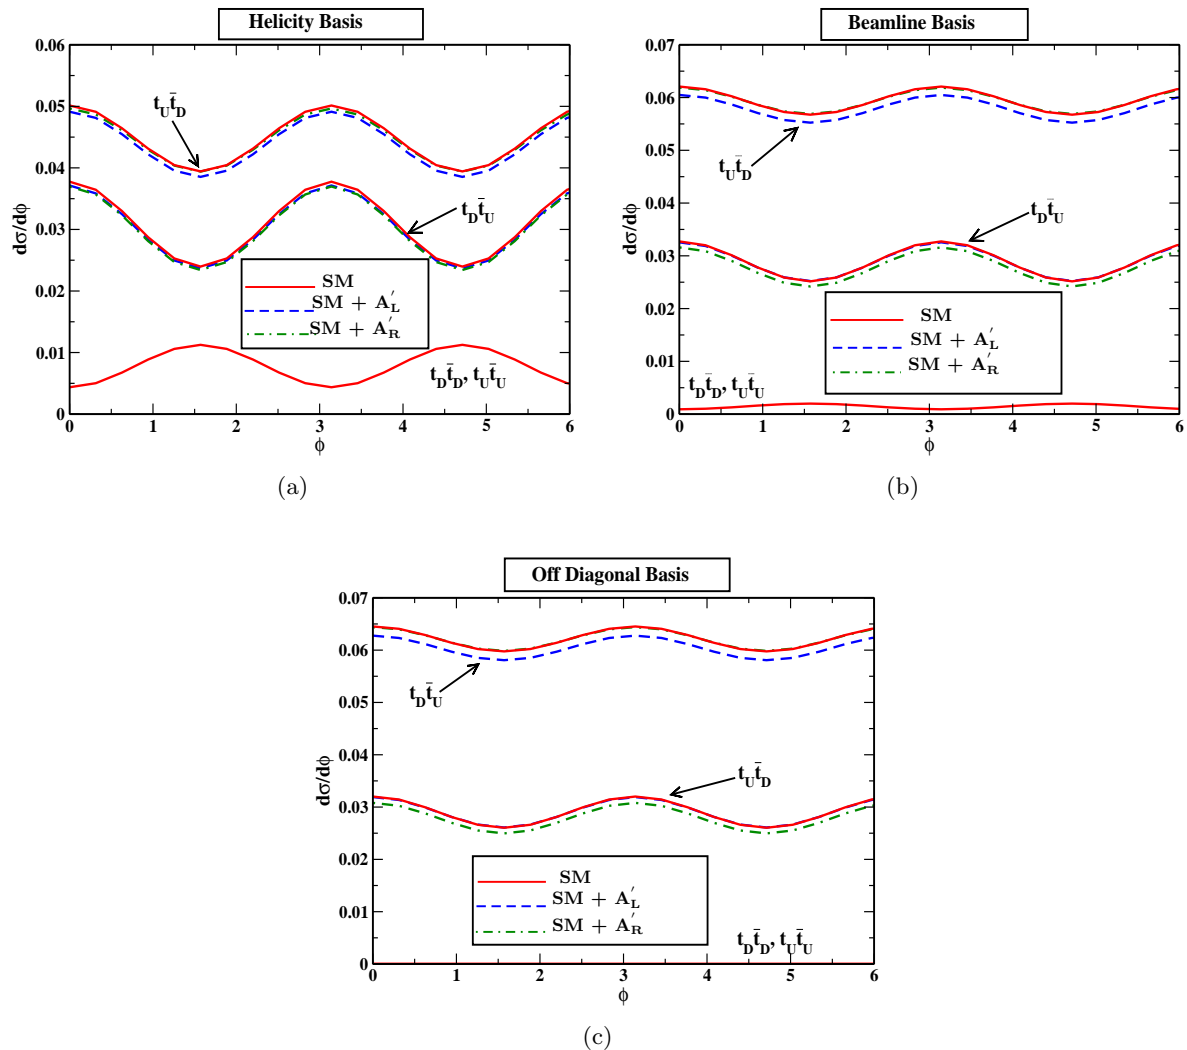 Helicity Basis
0.06
0.05
0.04
0.03
0.02
0.01
0
dσ/dϕ
t_U t̄_D
t_D t̄_U
SM
SM + A′_L
SM + A′_R
t_D t̄_D, t_U t̄_U
0 1 2 3 4 5 6
ϕ
(a)
Beamline Basis
0.07
0.06
0.05
0.04
0.03
0.02
0.01
0
dσ/dϕ
t_U t̄_D
t_D t̄_U
SM
SM + A′_L
SM + A′_R
t_D t̄_D, t_U t̄_U
0 1 2 3 4 5 6
ϕ
(b)
Off Diagonal Basis
0.07
0.06
0.05
0.04
0.03
0.02
0.01
0
dσ/dϕ
t_D t̄_U
t_U t̄_D
SM
SM + A′_L
SM + A′_R
t_D t̄_D, t_U t̄_U
0 1 2 3 4 5 6
ϕ
(c)